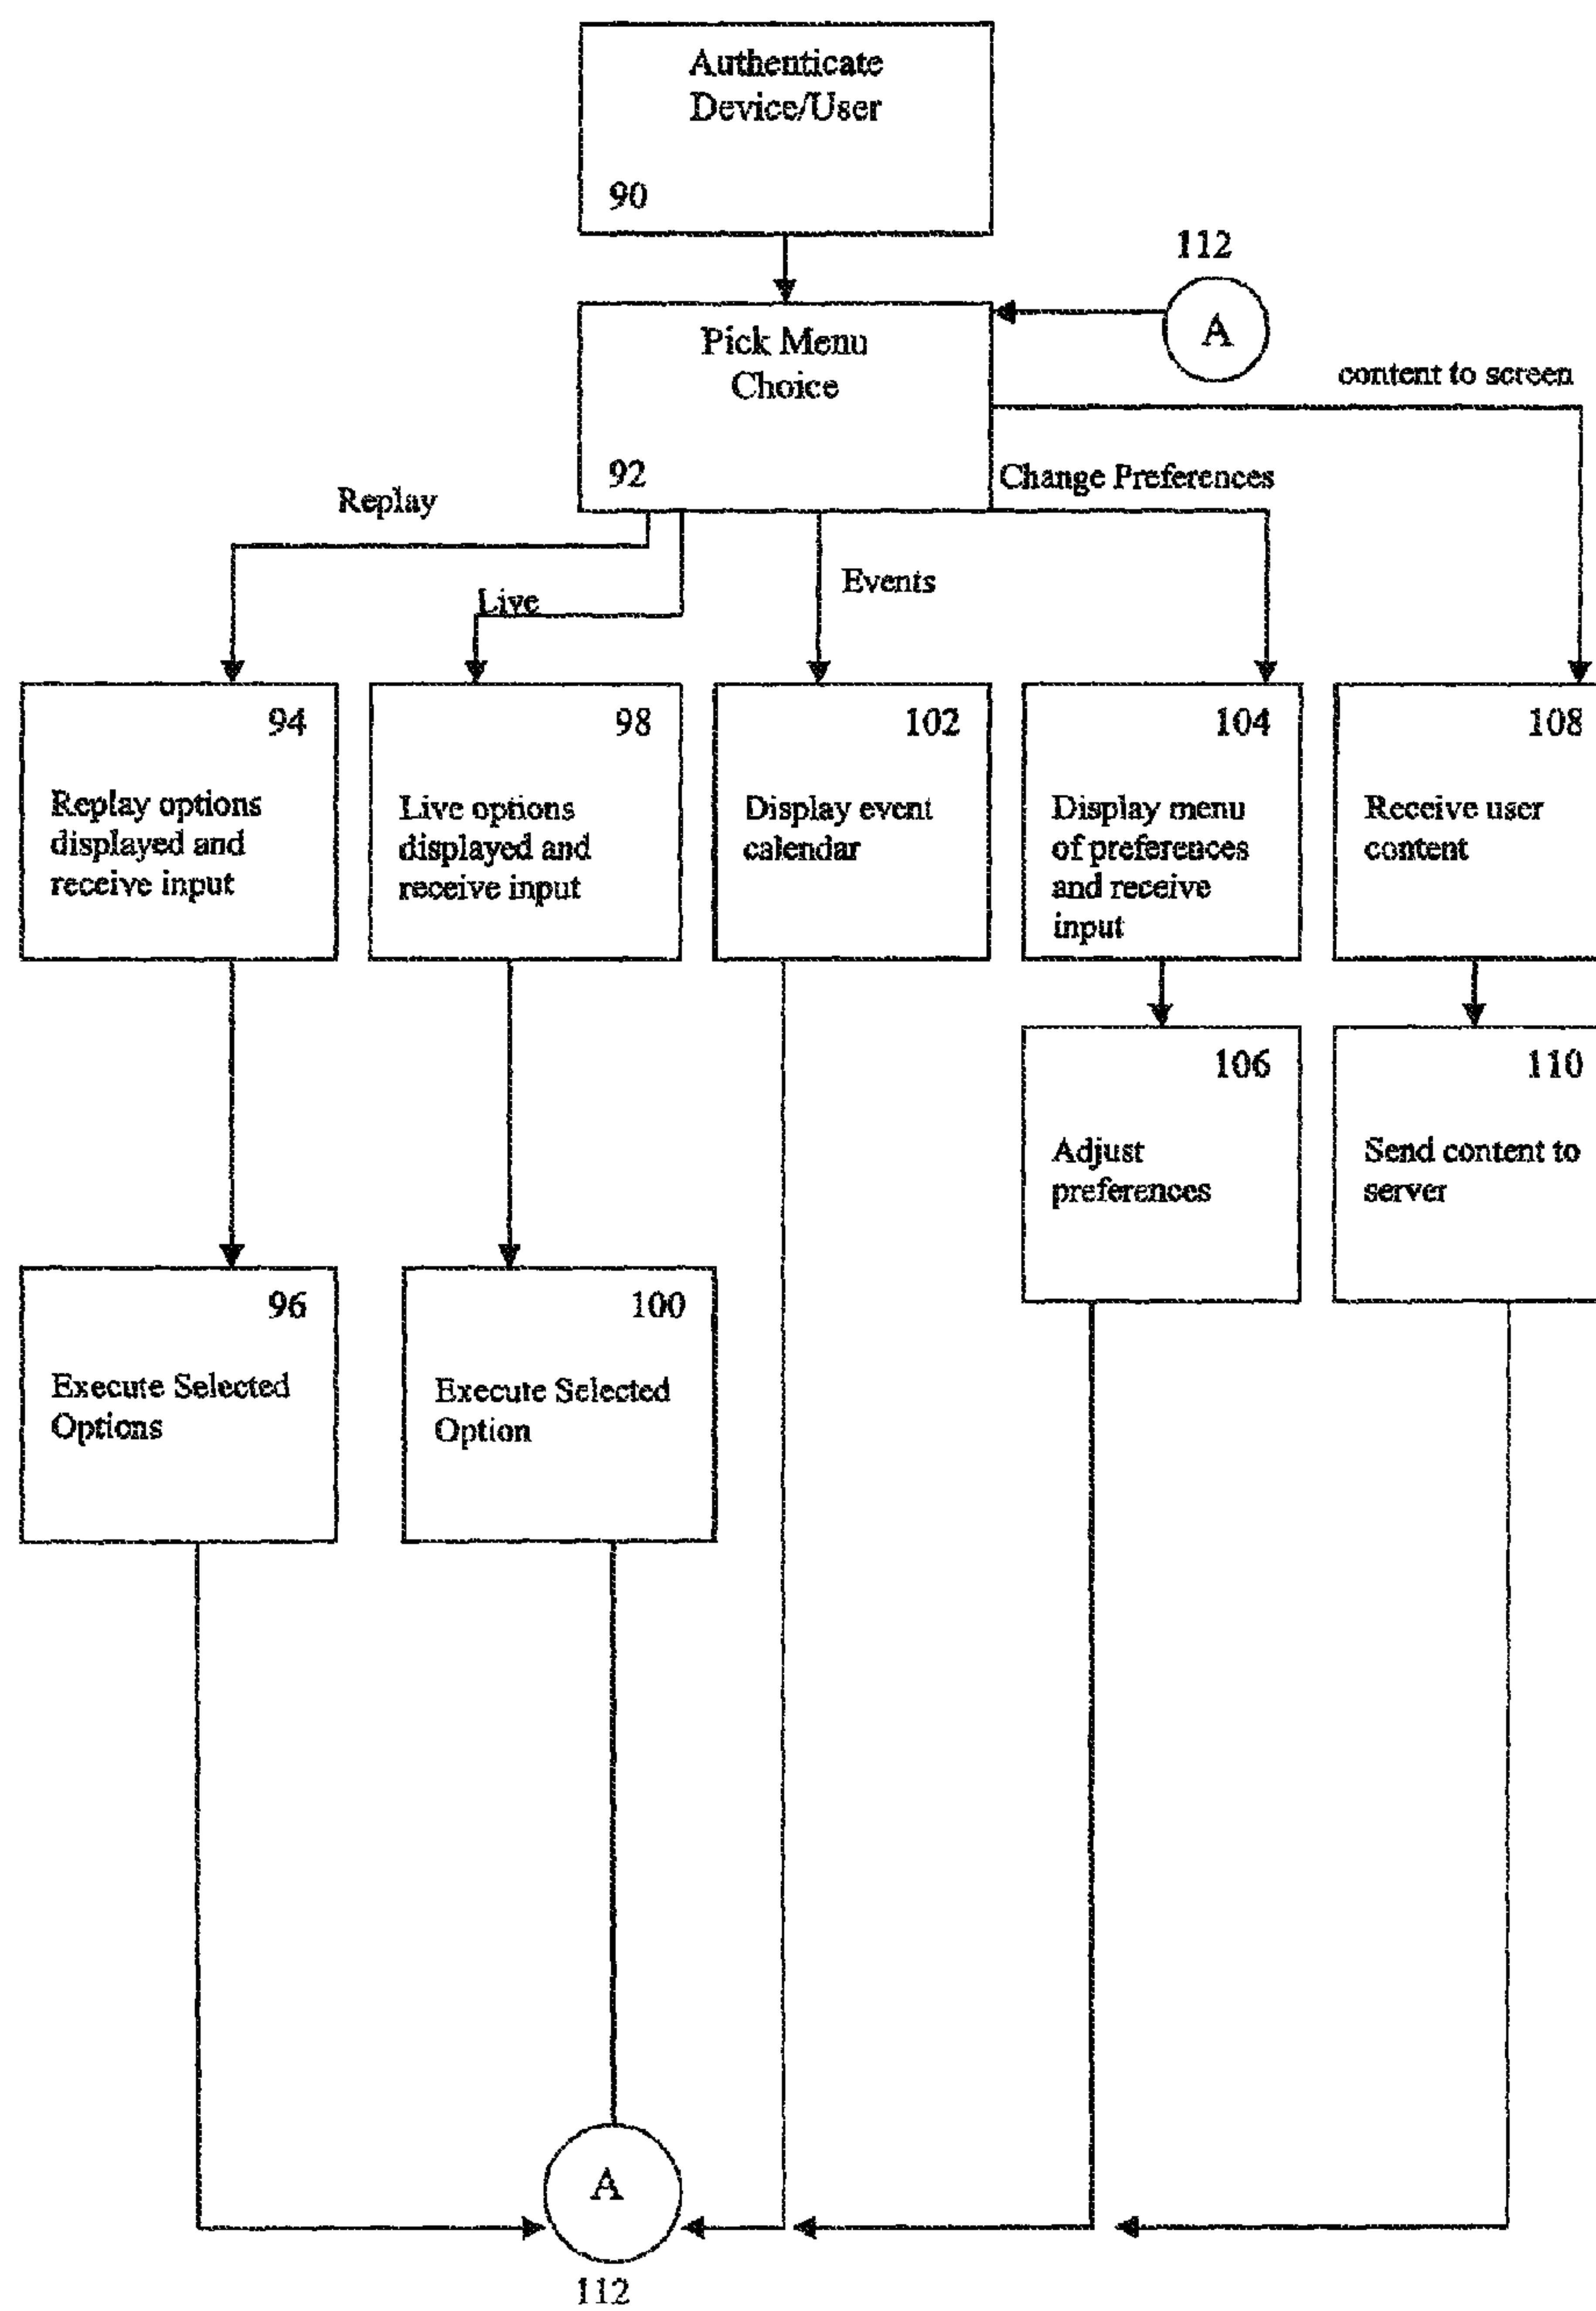 Authenticate
Device/User
90
112
A
Pick Menu
Choice
92
content to screen
Change Preferences
Replay
Live
Events
94
Replay options
displayed and
receive input
98
Live options
displayed and
receive input
102
Display event
calendar
104
Display menu
of preferences
and receive
input
108
Receive user
content
106
Adjust
preferences
110
Send content to
server
96
Execute Selected
Options
100
Execute Selected
Option
A
112